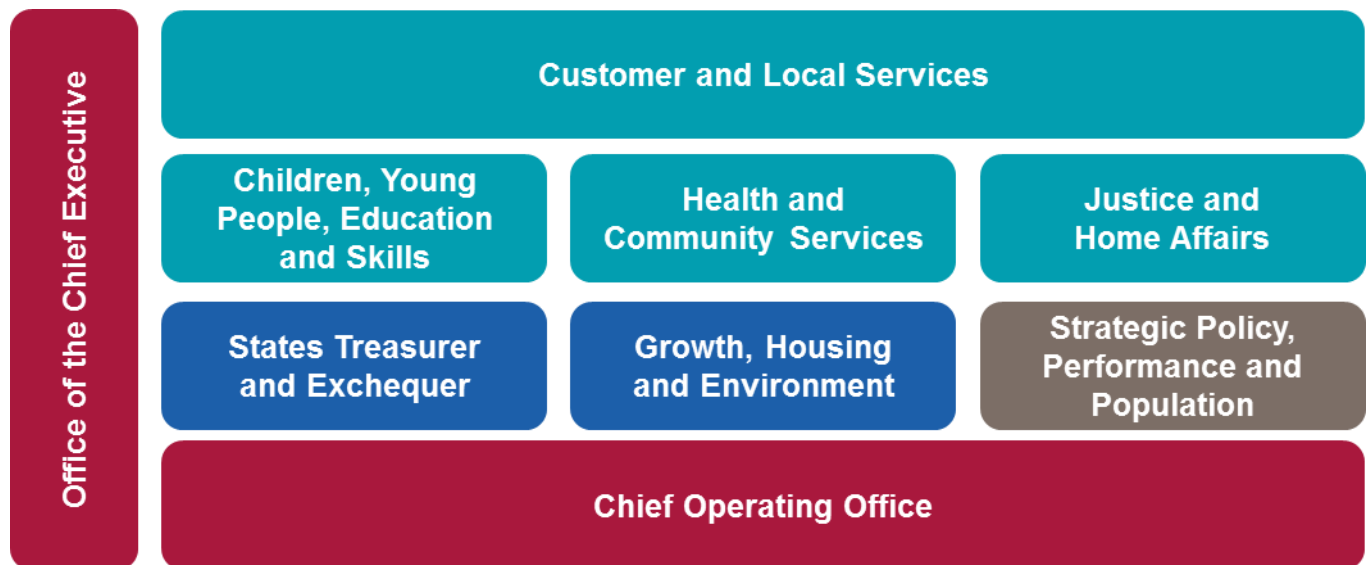 Office of the Chief Executive
Customer and Local Services
Children, Young
People, Education
and Skills
Health and
Community Services
Justice and
Home Affairs
States Treasurer
and Exchequer
Growth, Housing
and Environment
Strategic Policy,
Performance and
Population
Chief Operating Office